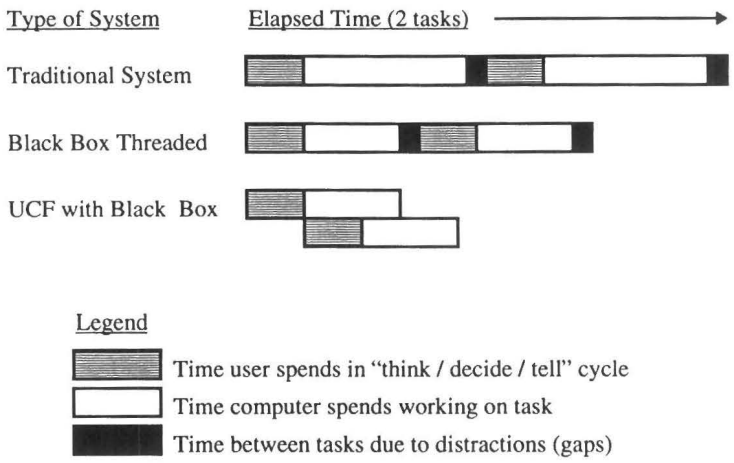 Type of System Elapsed Time (2 tasks)
Traditional System
Black Box Threaded
UCF with Black Box
Legend
Time user spends in “think / decide / tell” cycle
Time computer spends working on task
Time between tasks due to distractions (gaps)